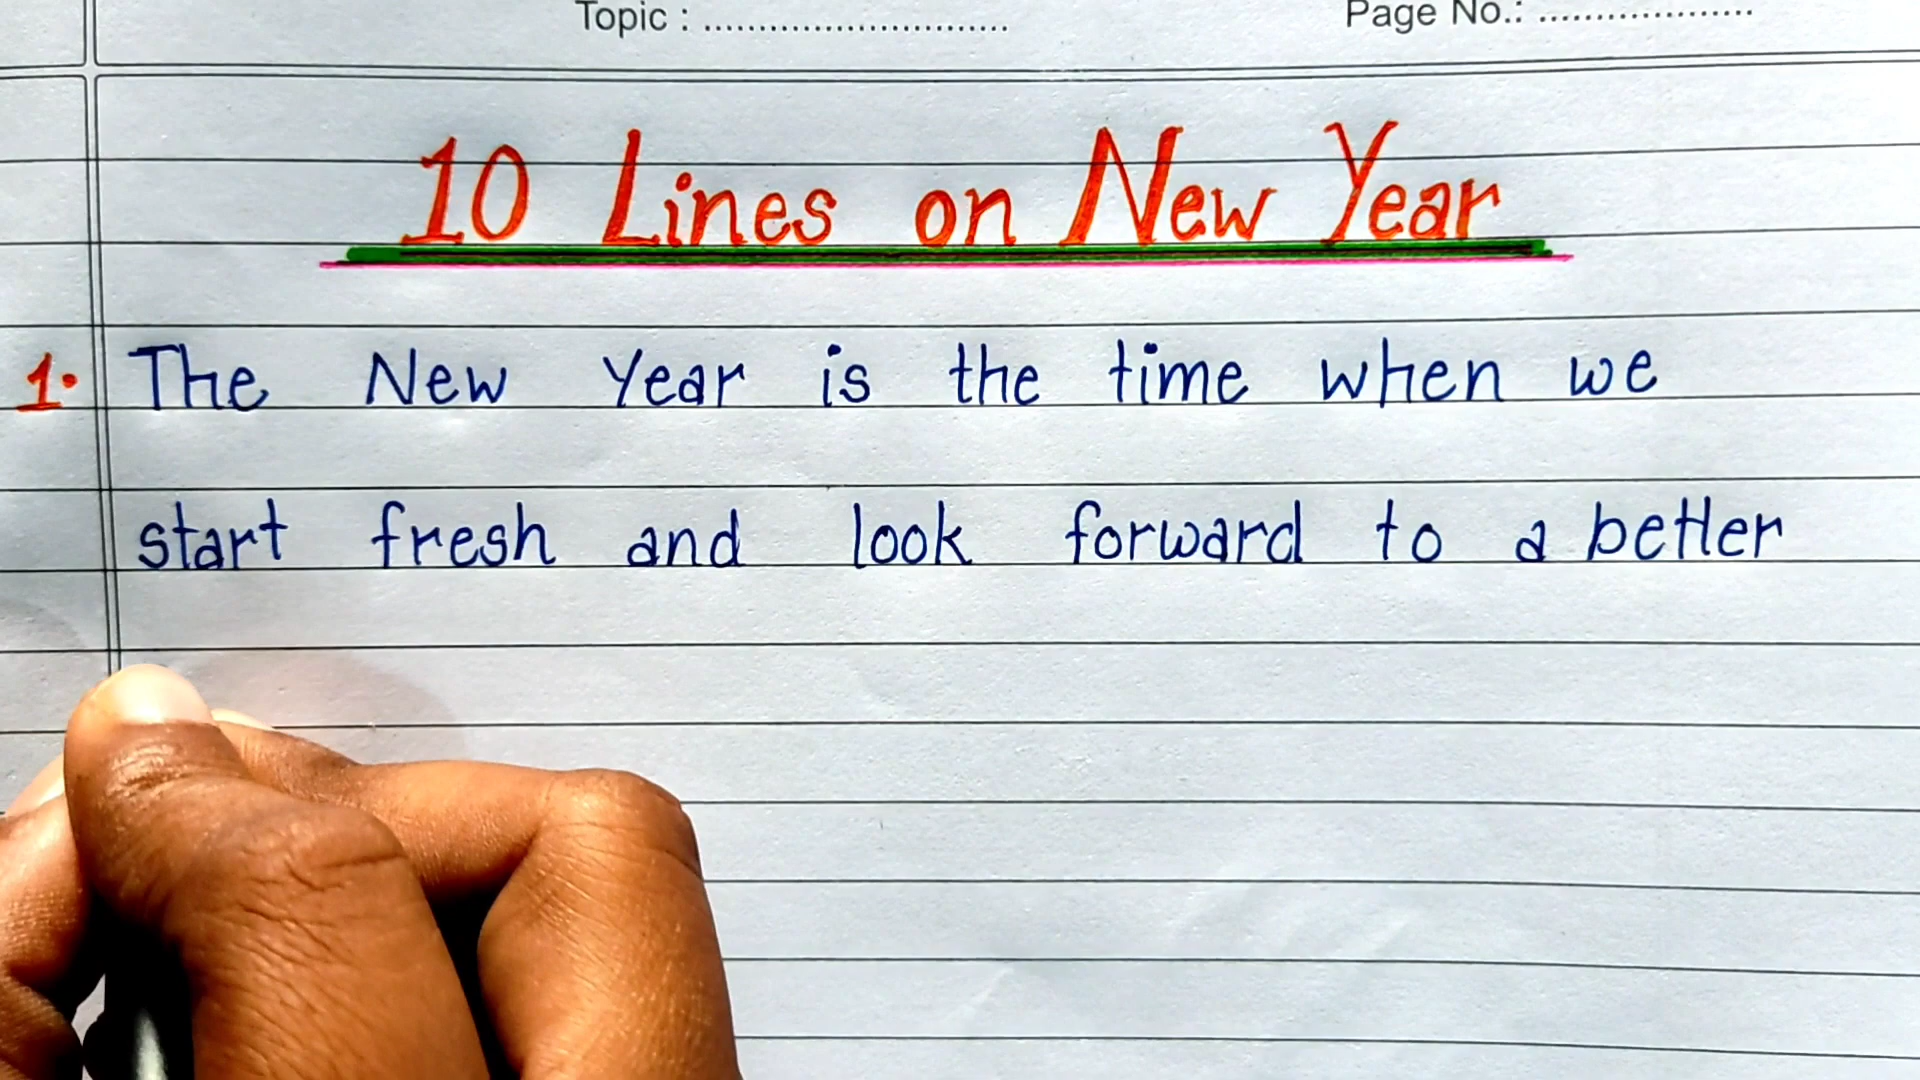 Topic : ............................ Page No.: ...................
10 Lines on New Year
1. The New Year is the time when we
start fresh and look forward to a better